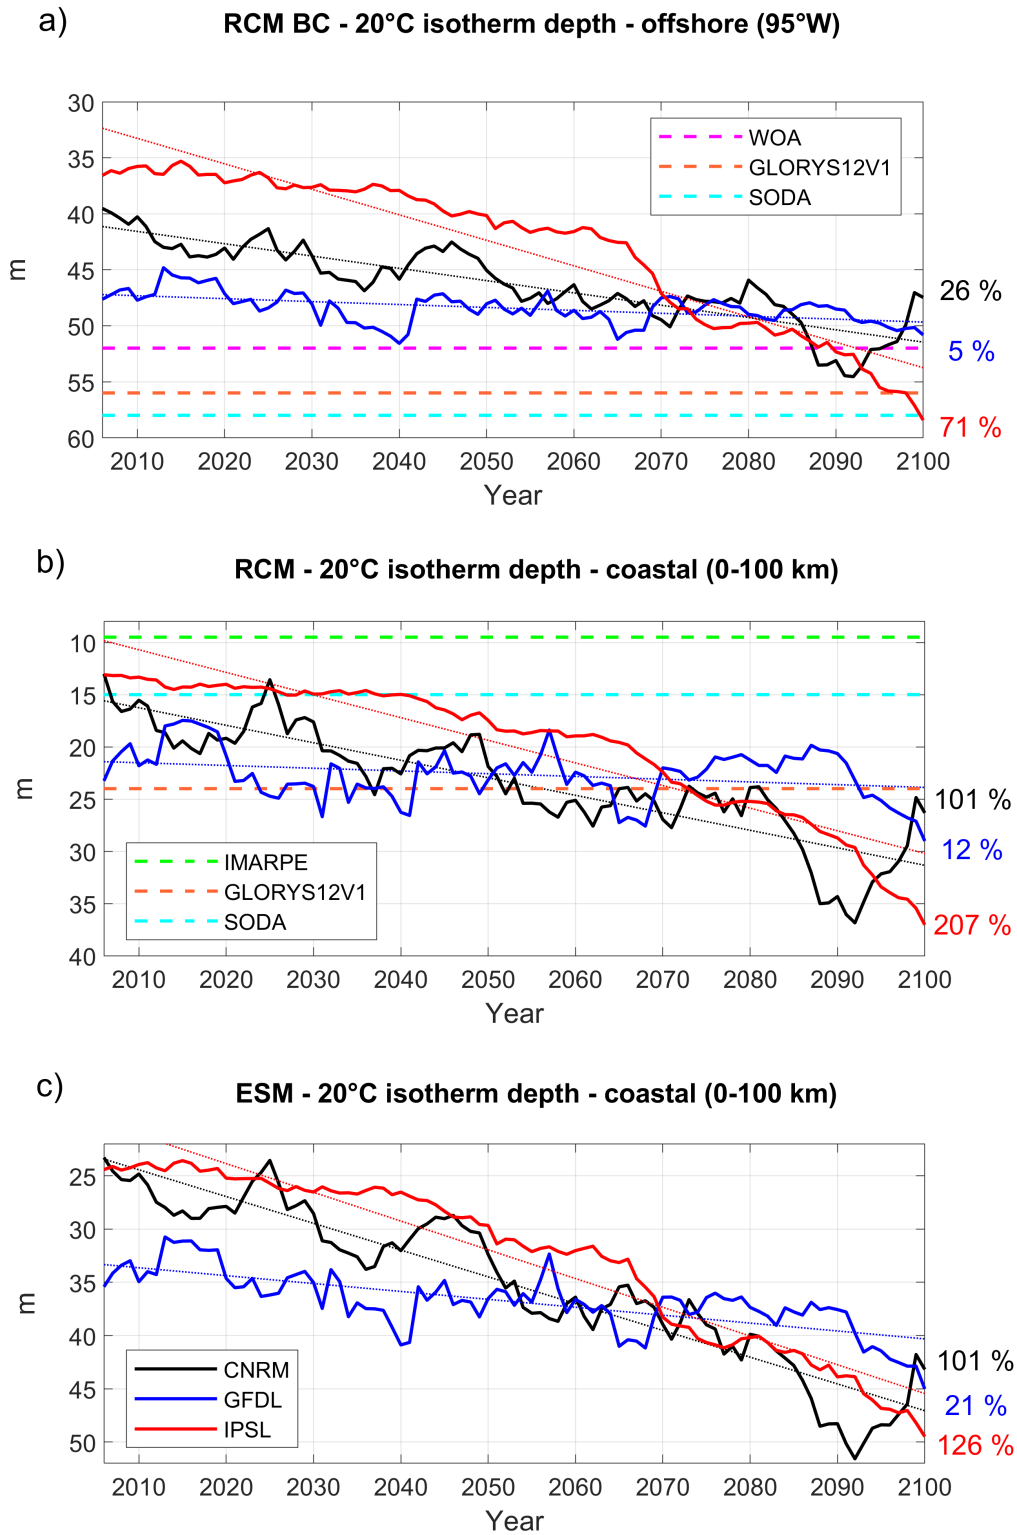 a)
RCM BC - 20°C isotherm depth - offshore (95°W)
30
35
40
45
50
55
60
m
WOA
GLORYS12V1
SODA
26 %
5 %
71 %
2010 2020 2030 2040 2050 2060 2070 2080 2090 2100
Year
b)
RCM - 20°C isotherm depth - coastal (0-100 km)
10
15
20
25
30
35
40
m
IMARPE
GLORYS12V1
SODA
101 %
12 %
207 %
2010 2020 2030 2040 2050 2060 2070 2080 2090 2100
Year
c)
ESM - 20°C isotherm depth - coastal (0-100 km)
25
30
35
40
45
50
m
CNRM
GFDL
IPSL
101 %
21 %
126 %
2010 2020 2030 2040 2050 2060 2070 2080 2090 2100
Year